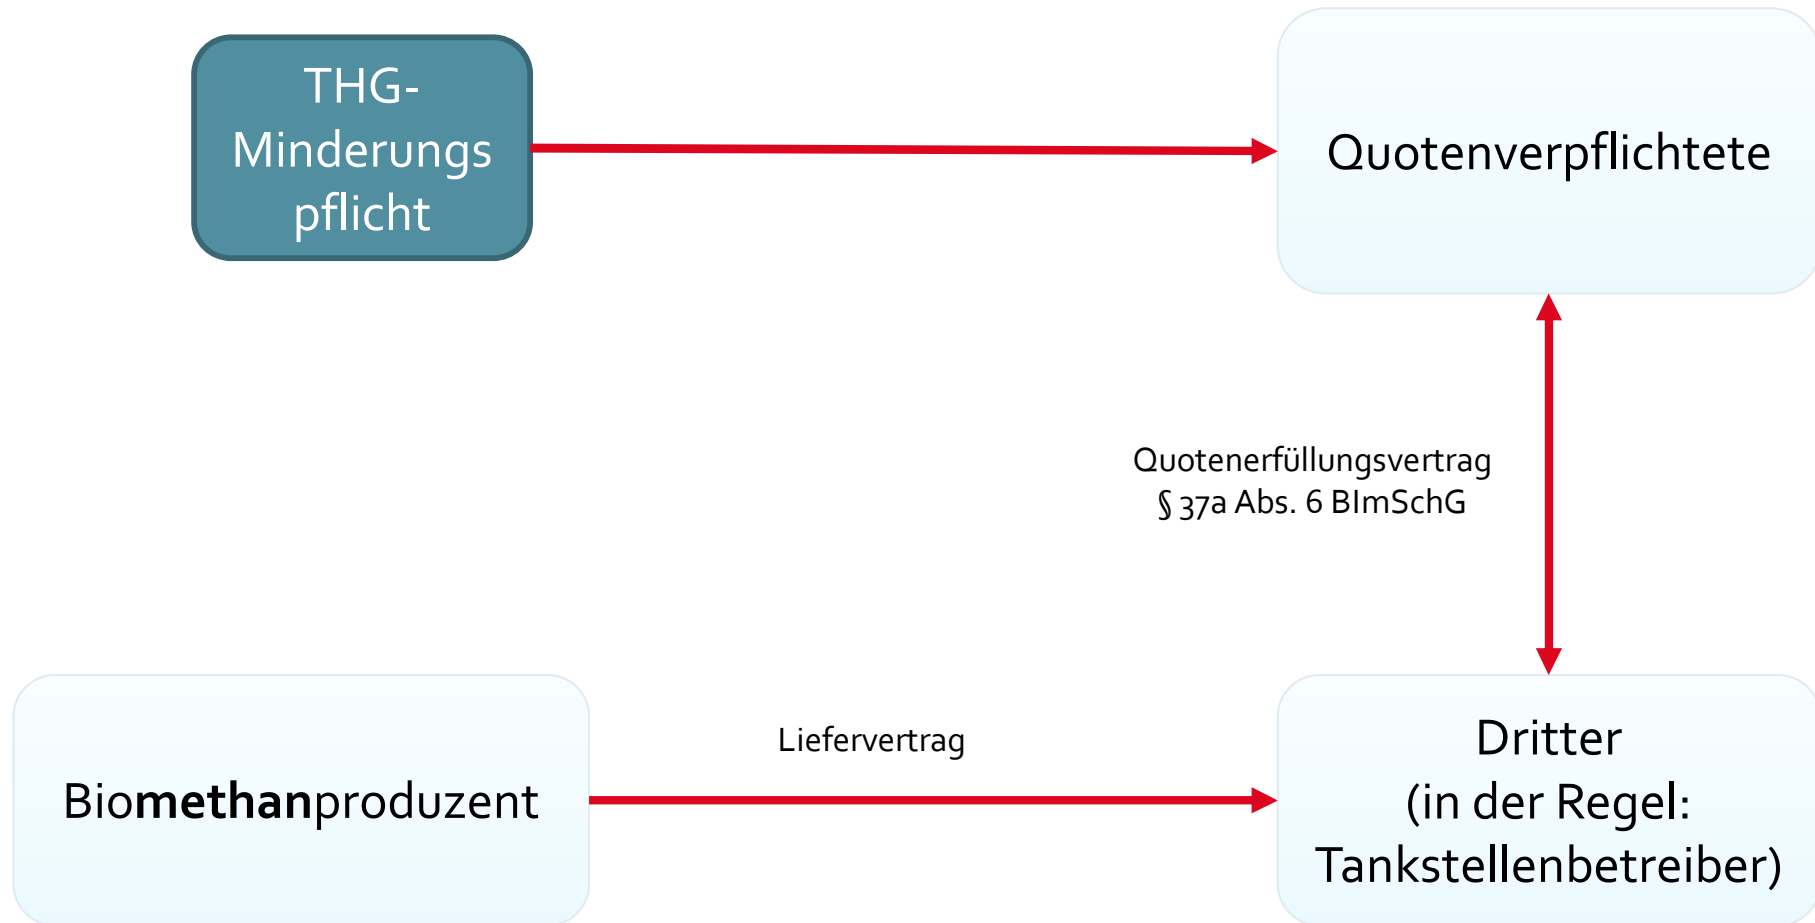 THG-
Minderungs
pflicht
Quotenverpflichtete
Quotenerfüllungsvertrag
§ 37a Abs. 6 BImSchG
Liefervertrag
Biomethanproduzent
Dritter
(in der Regel:
Tankstellenbetreiber)